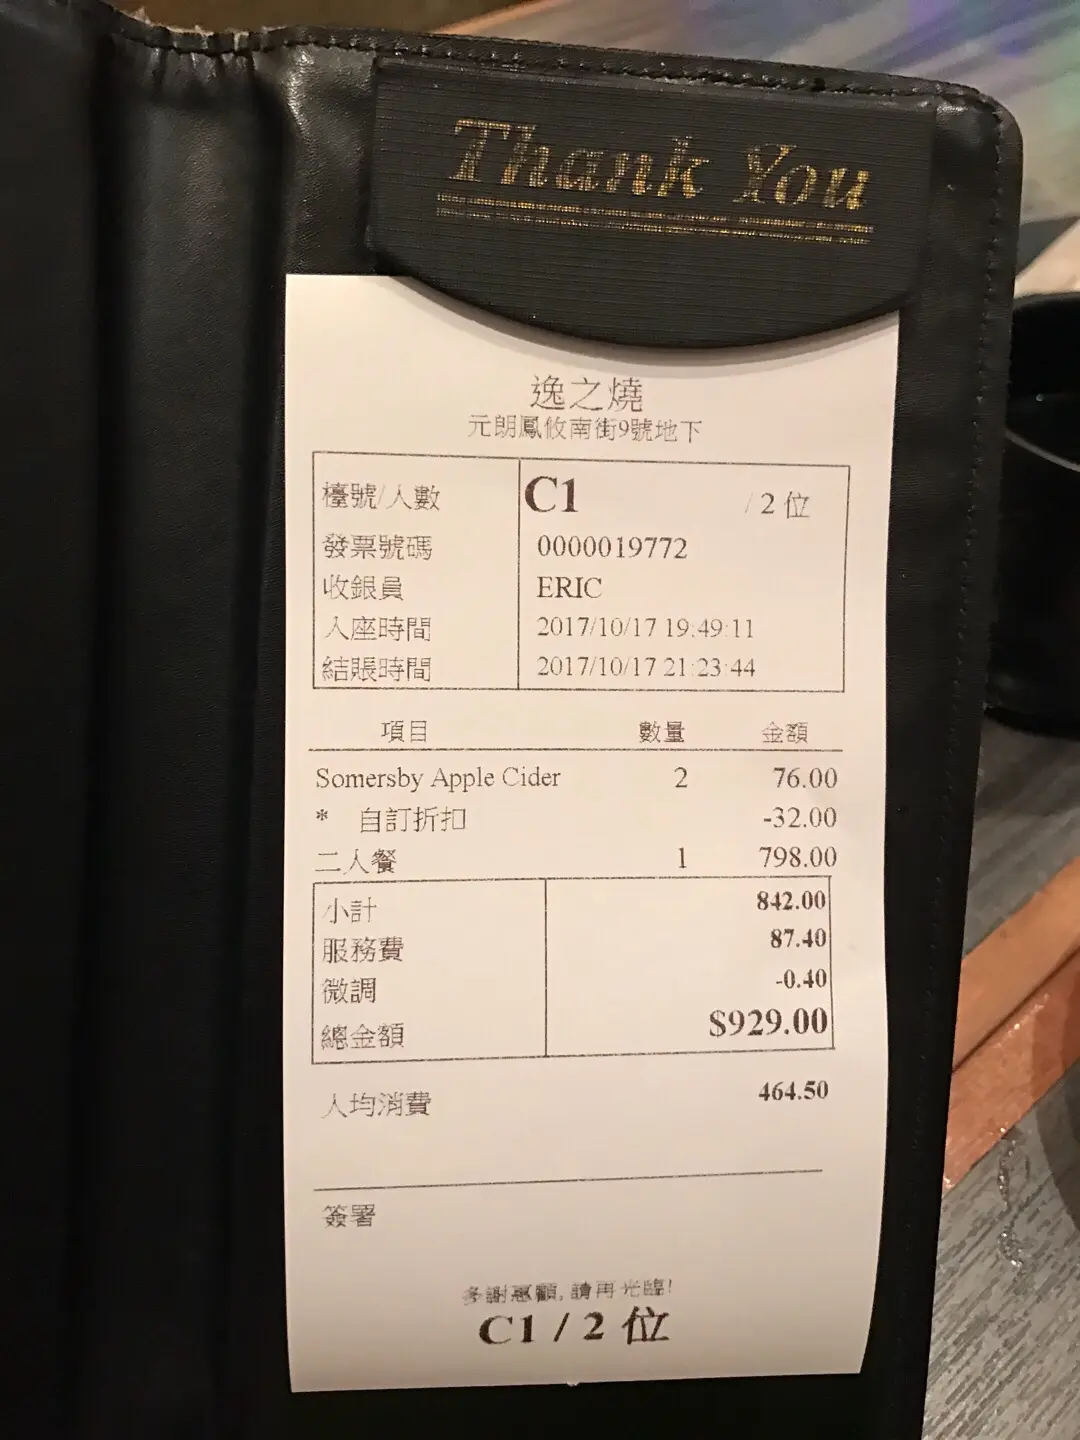 Thank You
逸之燒
元朗鳳攸南街9號地下
檯號/人數 C1 / 2 位
發票號碼 0000019772
收銀員 ERIC
入座時間 2017/10/17 19:49:11
結賬時間 2017/10/17 21:23:44
項目 數量 金額
Somersby Apple Cider 2 76.00
* 自訂折扣 -32.00
二人餐 1 798.00
小計 842.00
服務費 87.40
微調 -0.40
總金額 $929.00
人均消費 464.50
簽署
多謝惠顧, 請再光臨!
C1 / 2 位